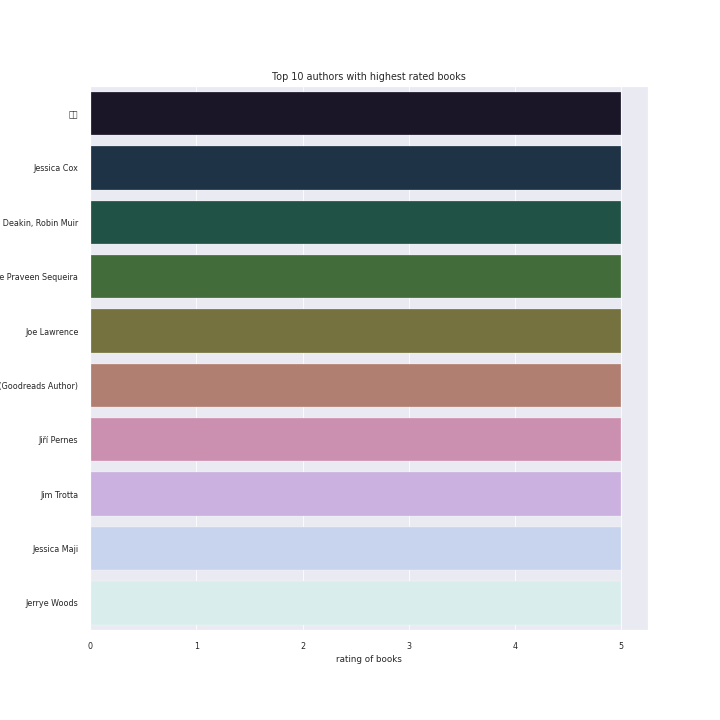 Top 10 authors with highest rated books
Jessica Cox
Deakin, Robin Muir
e Praveen Sequeira
Joe Lawrence
(Goodreads Author)
Jiří Pernes
Jim Trotta
Jessica Maji
Jerrye Woods
0 1 2 3 4 5
rating of books